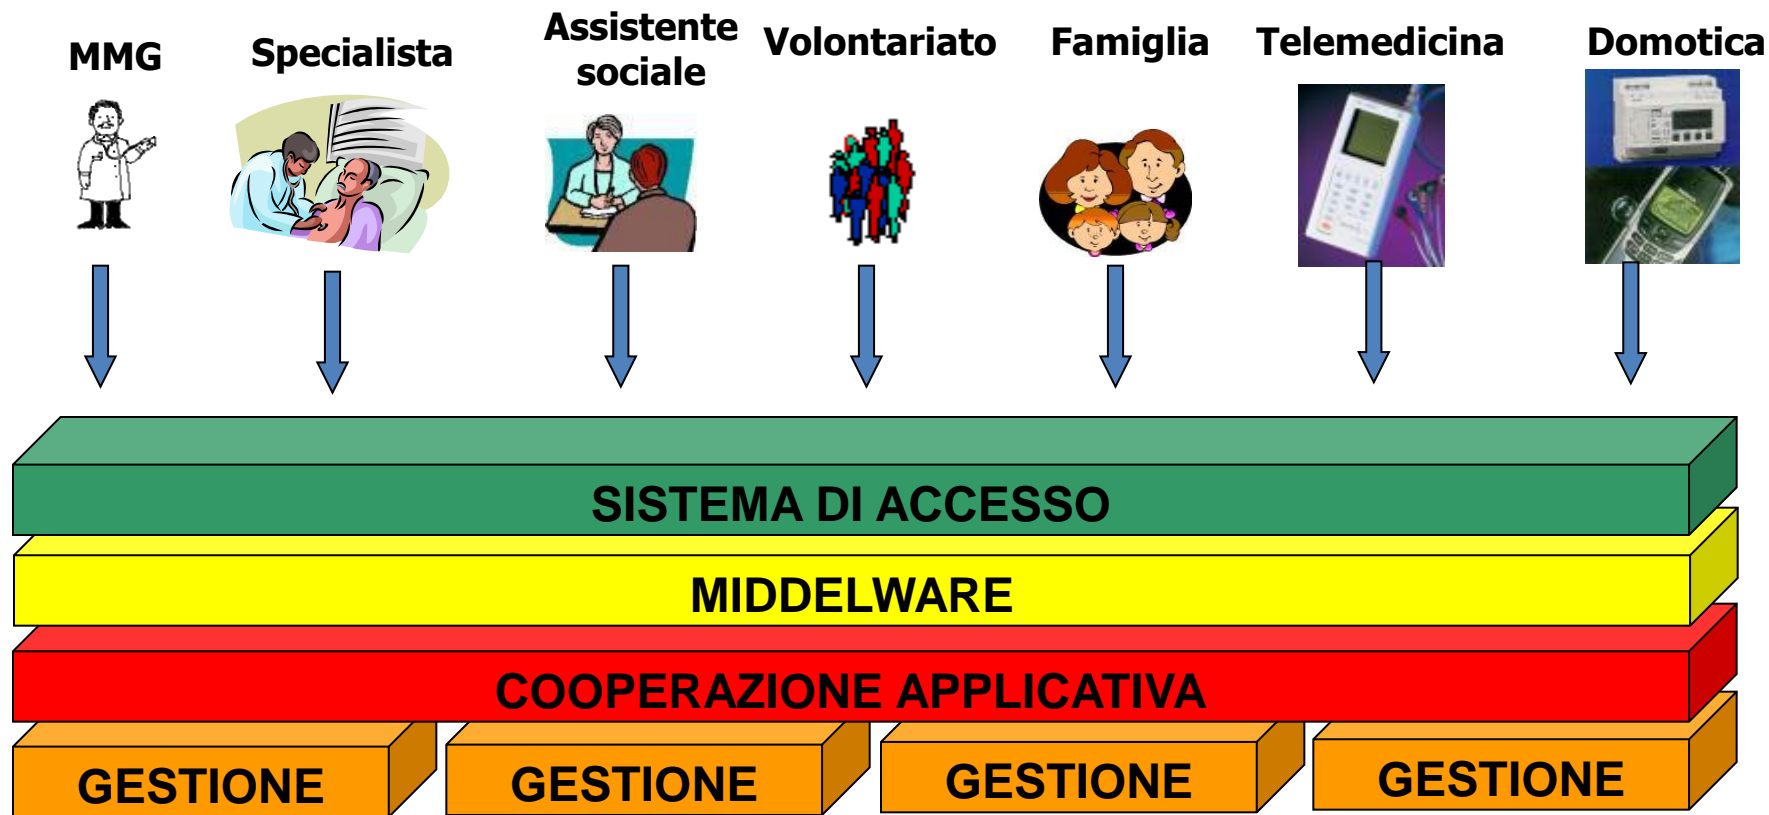 MMG
Specialista
Assistente
sociale
Volontariato
Famiglia
Telemedicina
Domotica
SISTEMA DI ACCESSO
MIDDELWARE
COOPERAZIONE APPLICATIVA
GESTIONE
GESTIONE
GESTIONE
GESTIONE